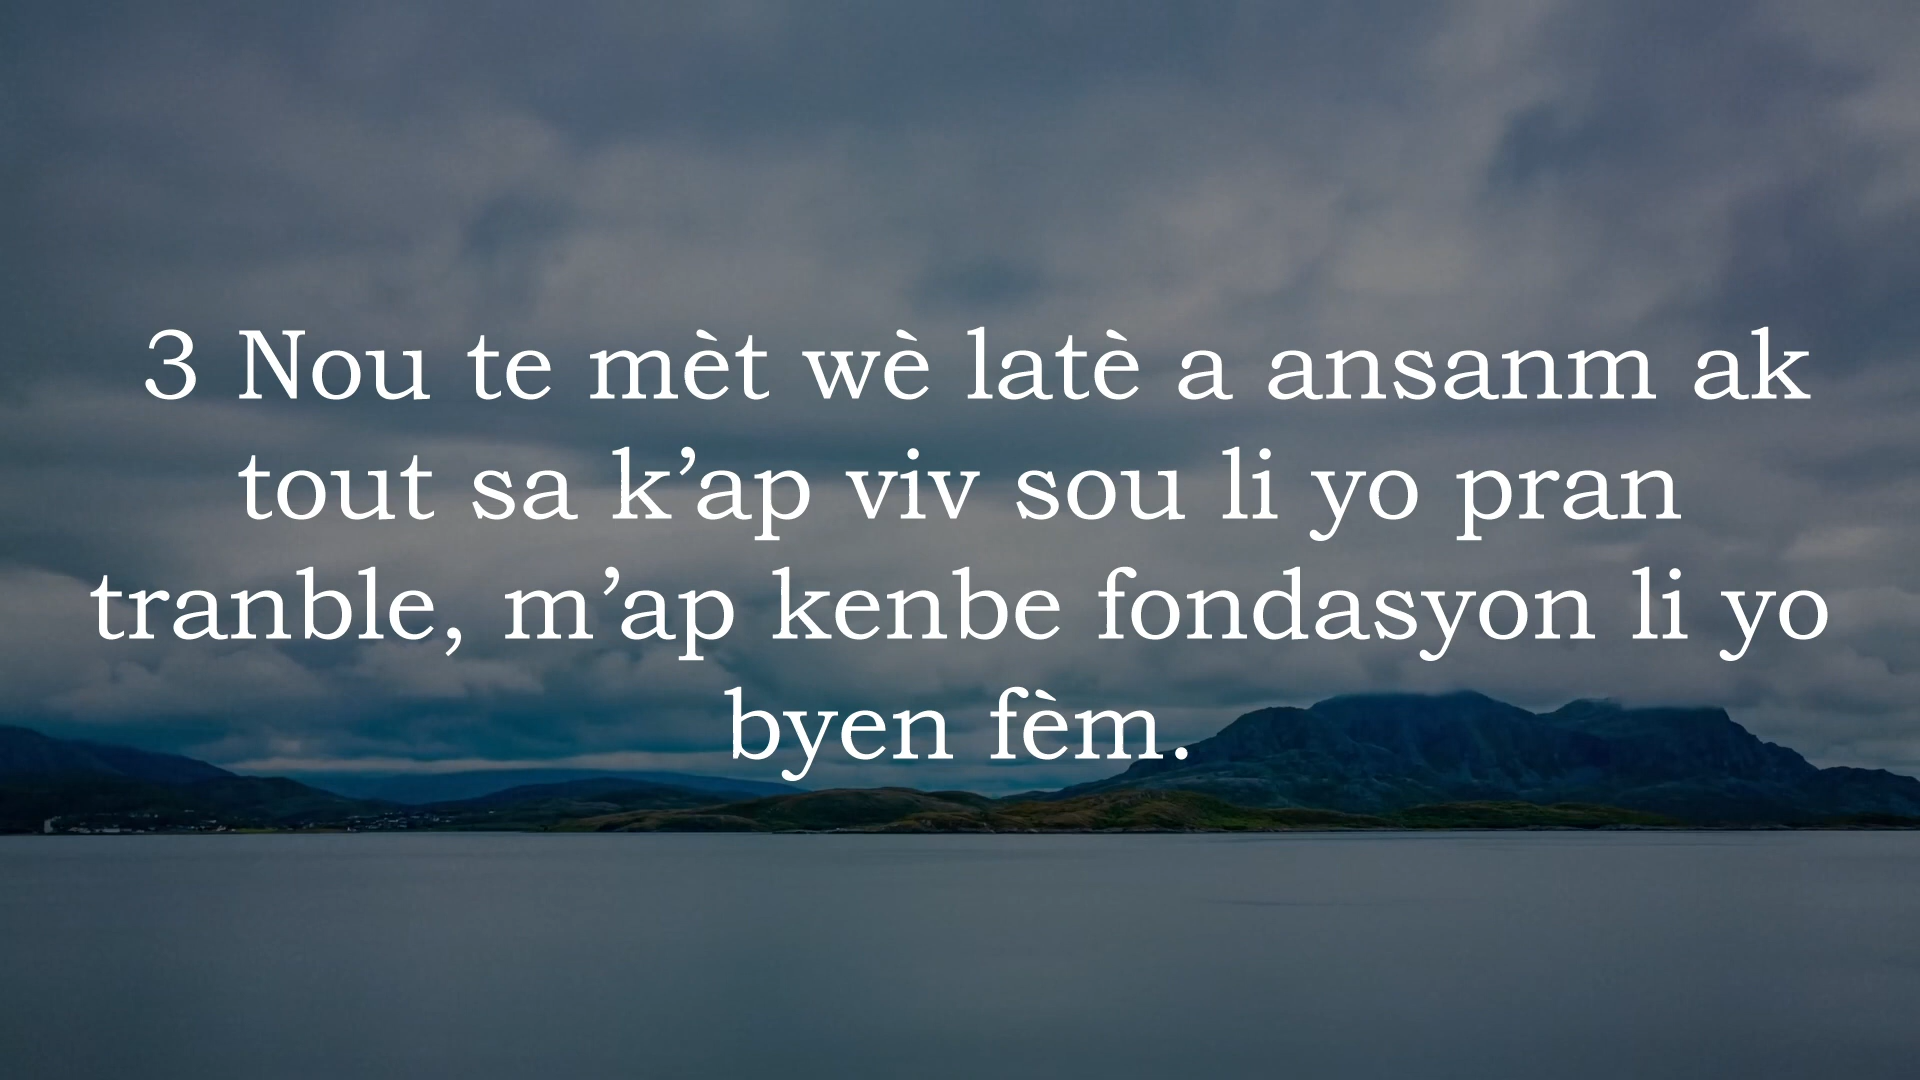 3 Nou te mèt wè latè a ansanm ak
tout sa k’ap viv sou li yo pran
tranble, m’ap kenbe fondasyon li yo
byen fèm.